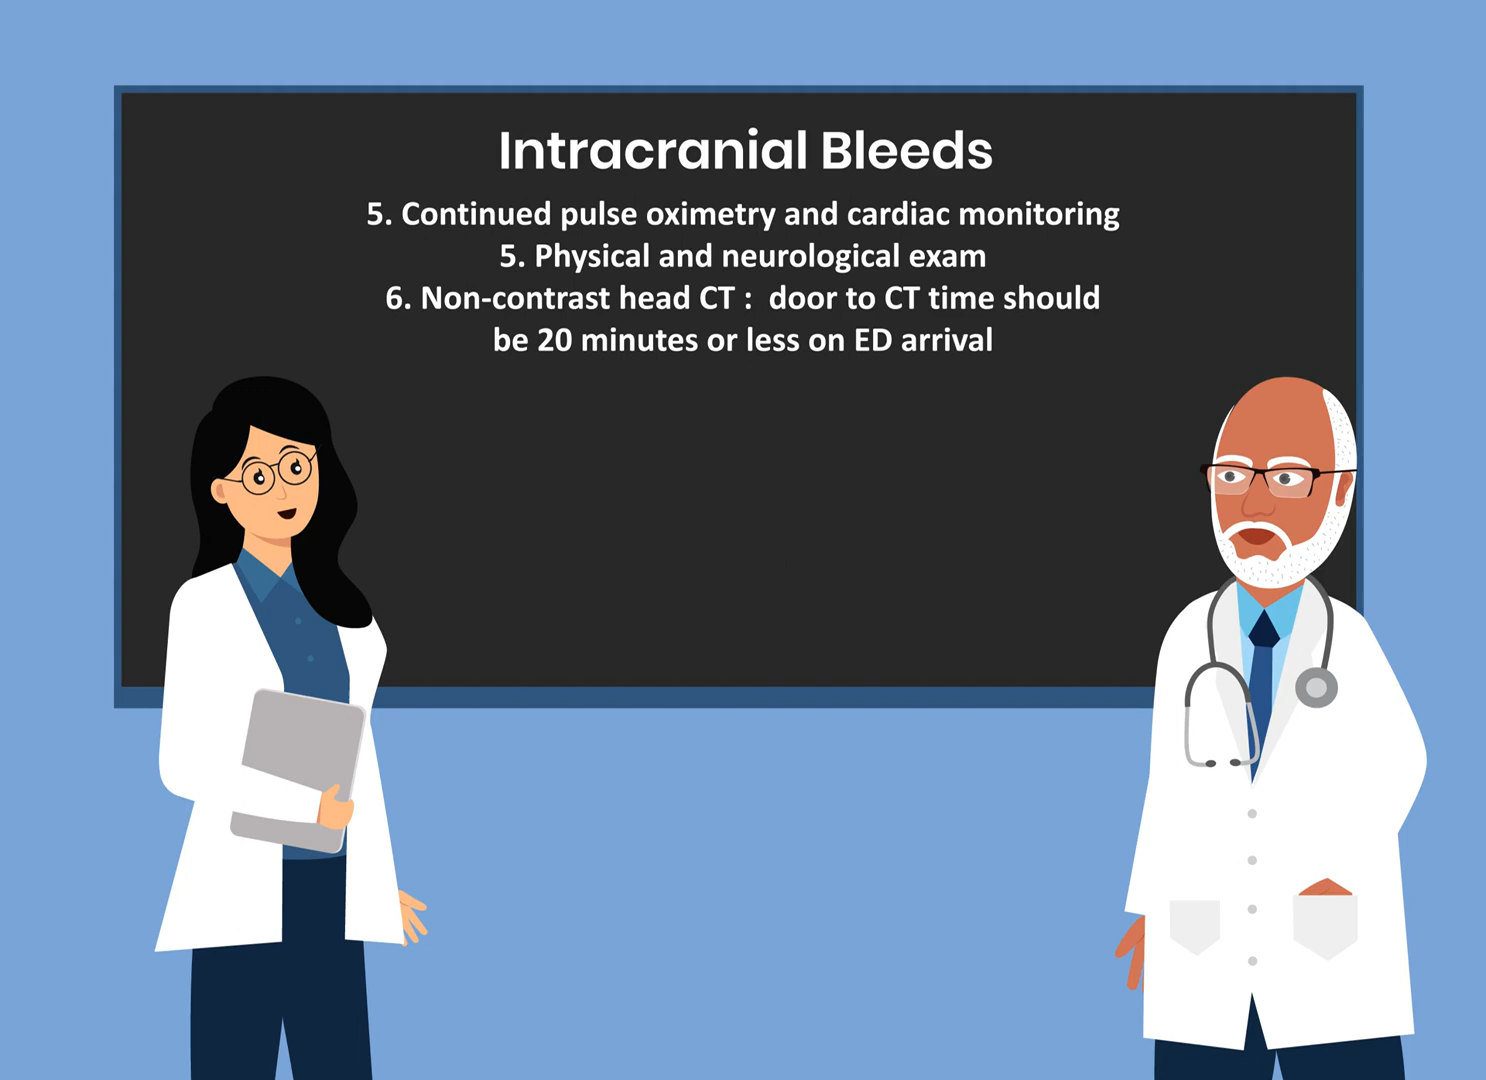 Intracranial Bleeds
5. Continued pulse oximetry and cardiac monitoring
5. Physical and neurological exam
6. Non-contrast head CT :  door to CT time should
be 20 minutes or less on ED arrival